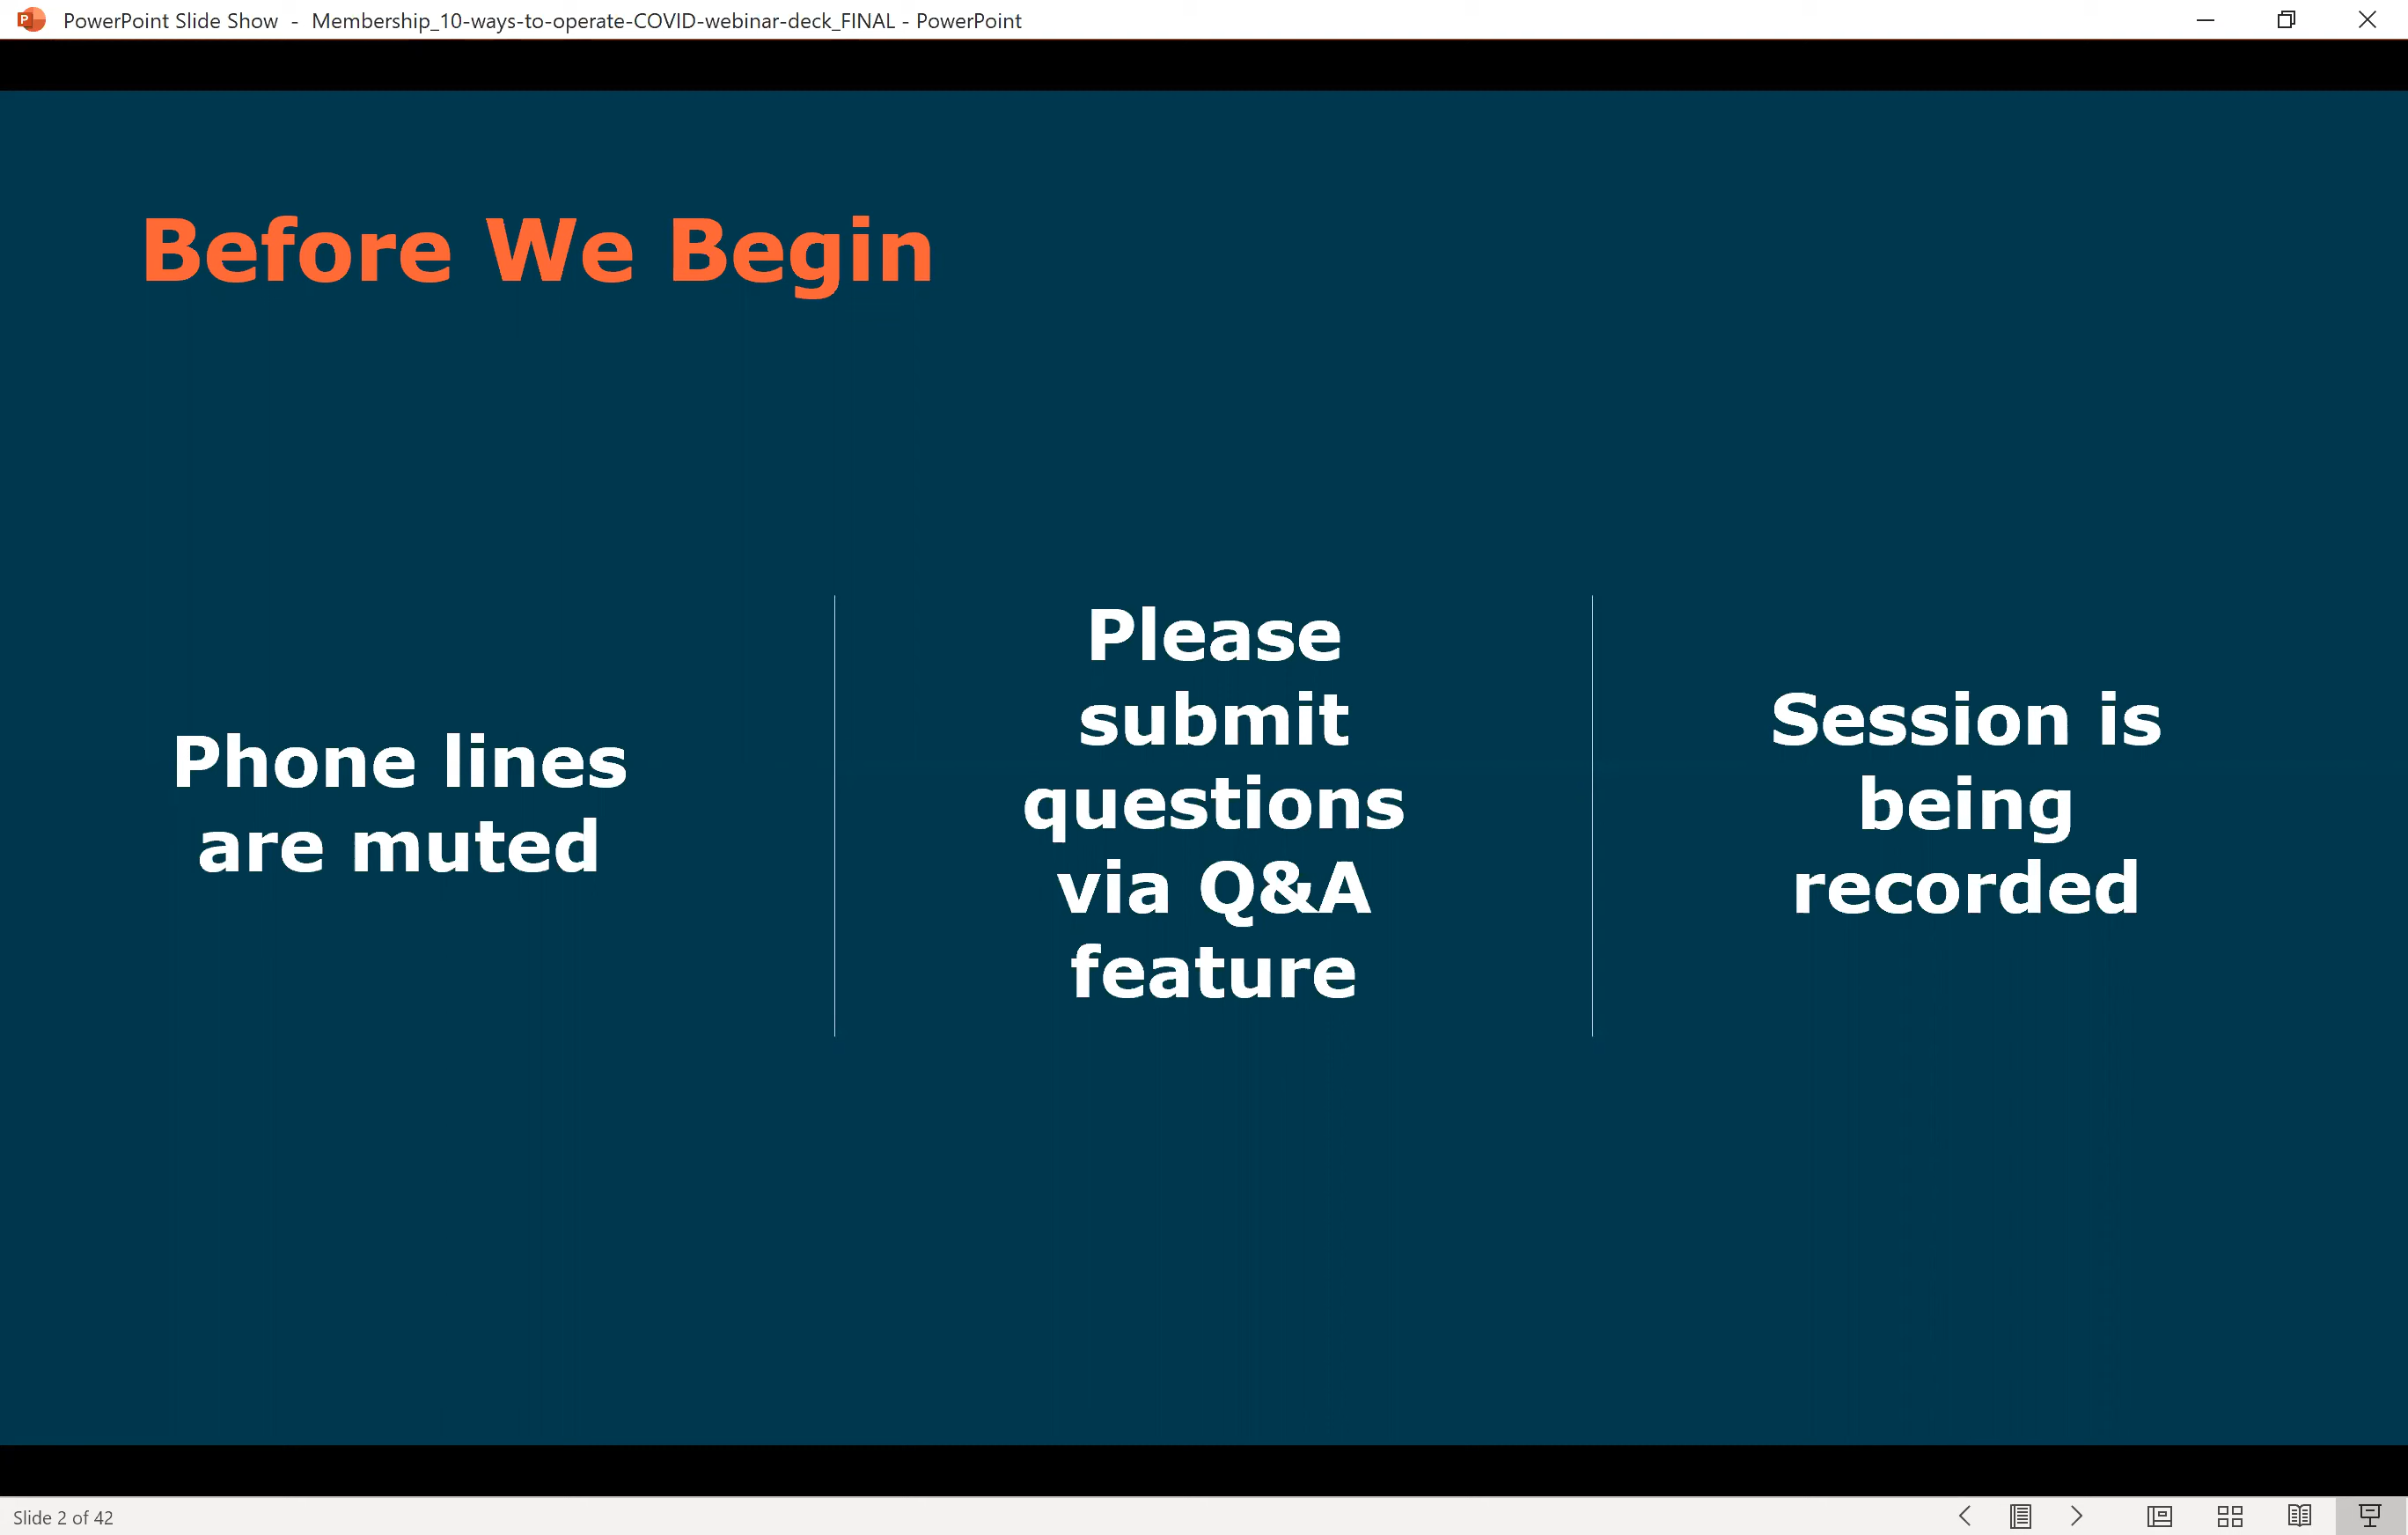 PowerPoint Slide Show - Membership_10-ways-to-operate-COVID-webinar-deck_FINAL - PowerPoint
Before We Begin
Phone lines
are muted
Please
submit
questions
via Q&A
feature
Session is
being
recorded
Slide 2 of 42